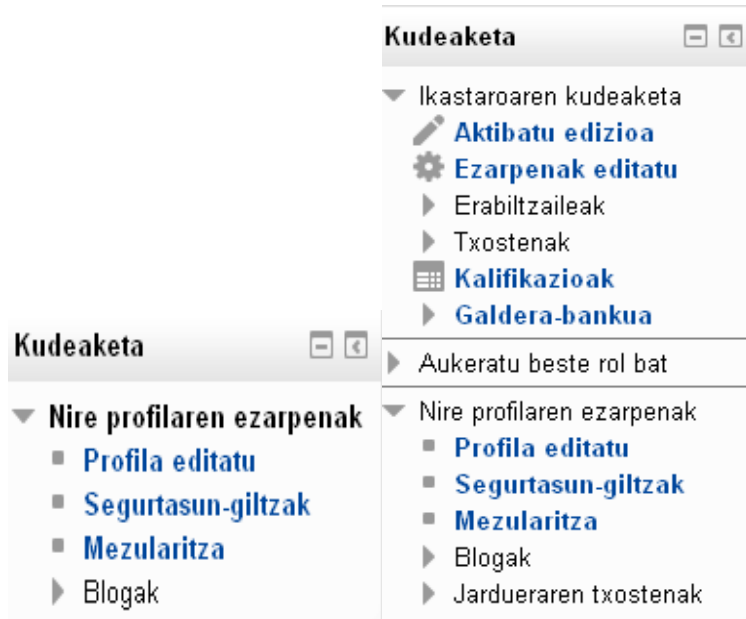 Kudeaketa
Nire profilaren ezarpenak
Profila editatu
Segurtasun-giltzak
Mezularitza
Blogak
Kudeaketa
Ikastaroaren kudeaketa
Aktibatu edizioa
Ezarpenak editatu
Erabiltzaileak
Txostenak
Kalifikazioak
Galdera-bankua
Aukeratu beste rol bat
Nire profilaren ezarpenak
Profila editatu
Segurtasun-giltzak
Mezularitza
Blogak
Jardueraren txostenak